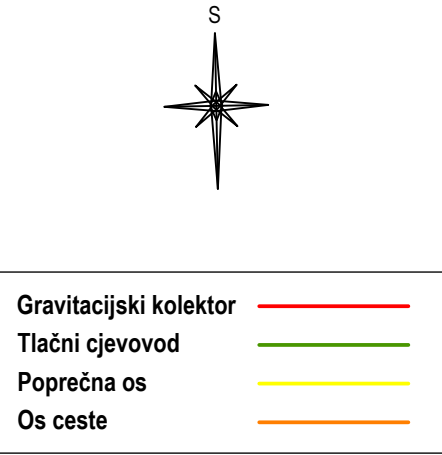 S
Gravitacijski kolektor
Tlačni cjevovod
Poprečna os
Os ceste